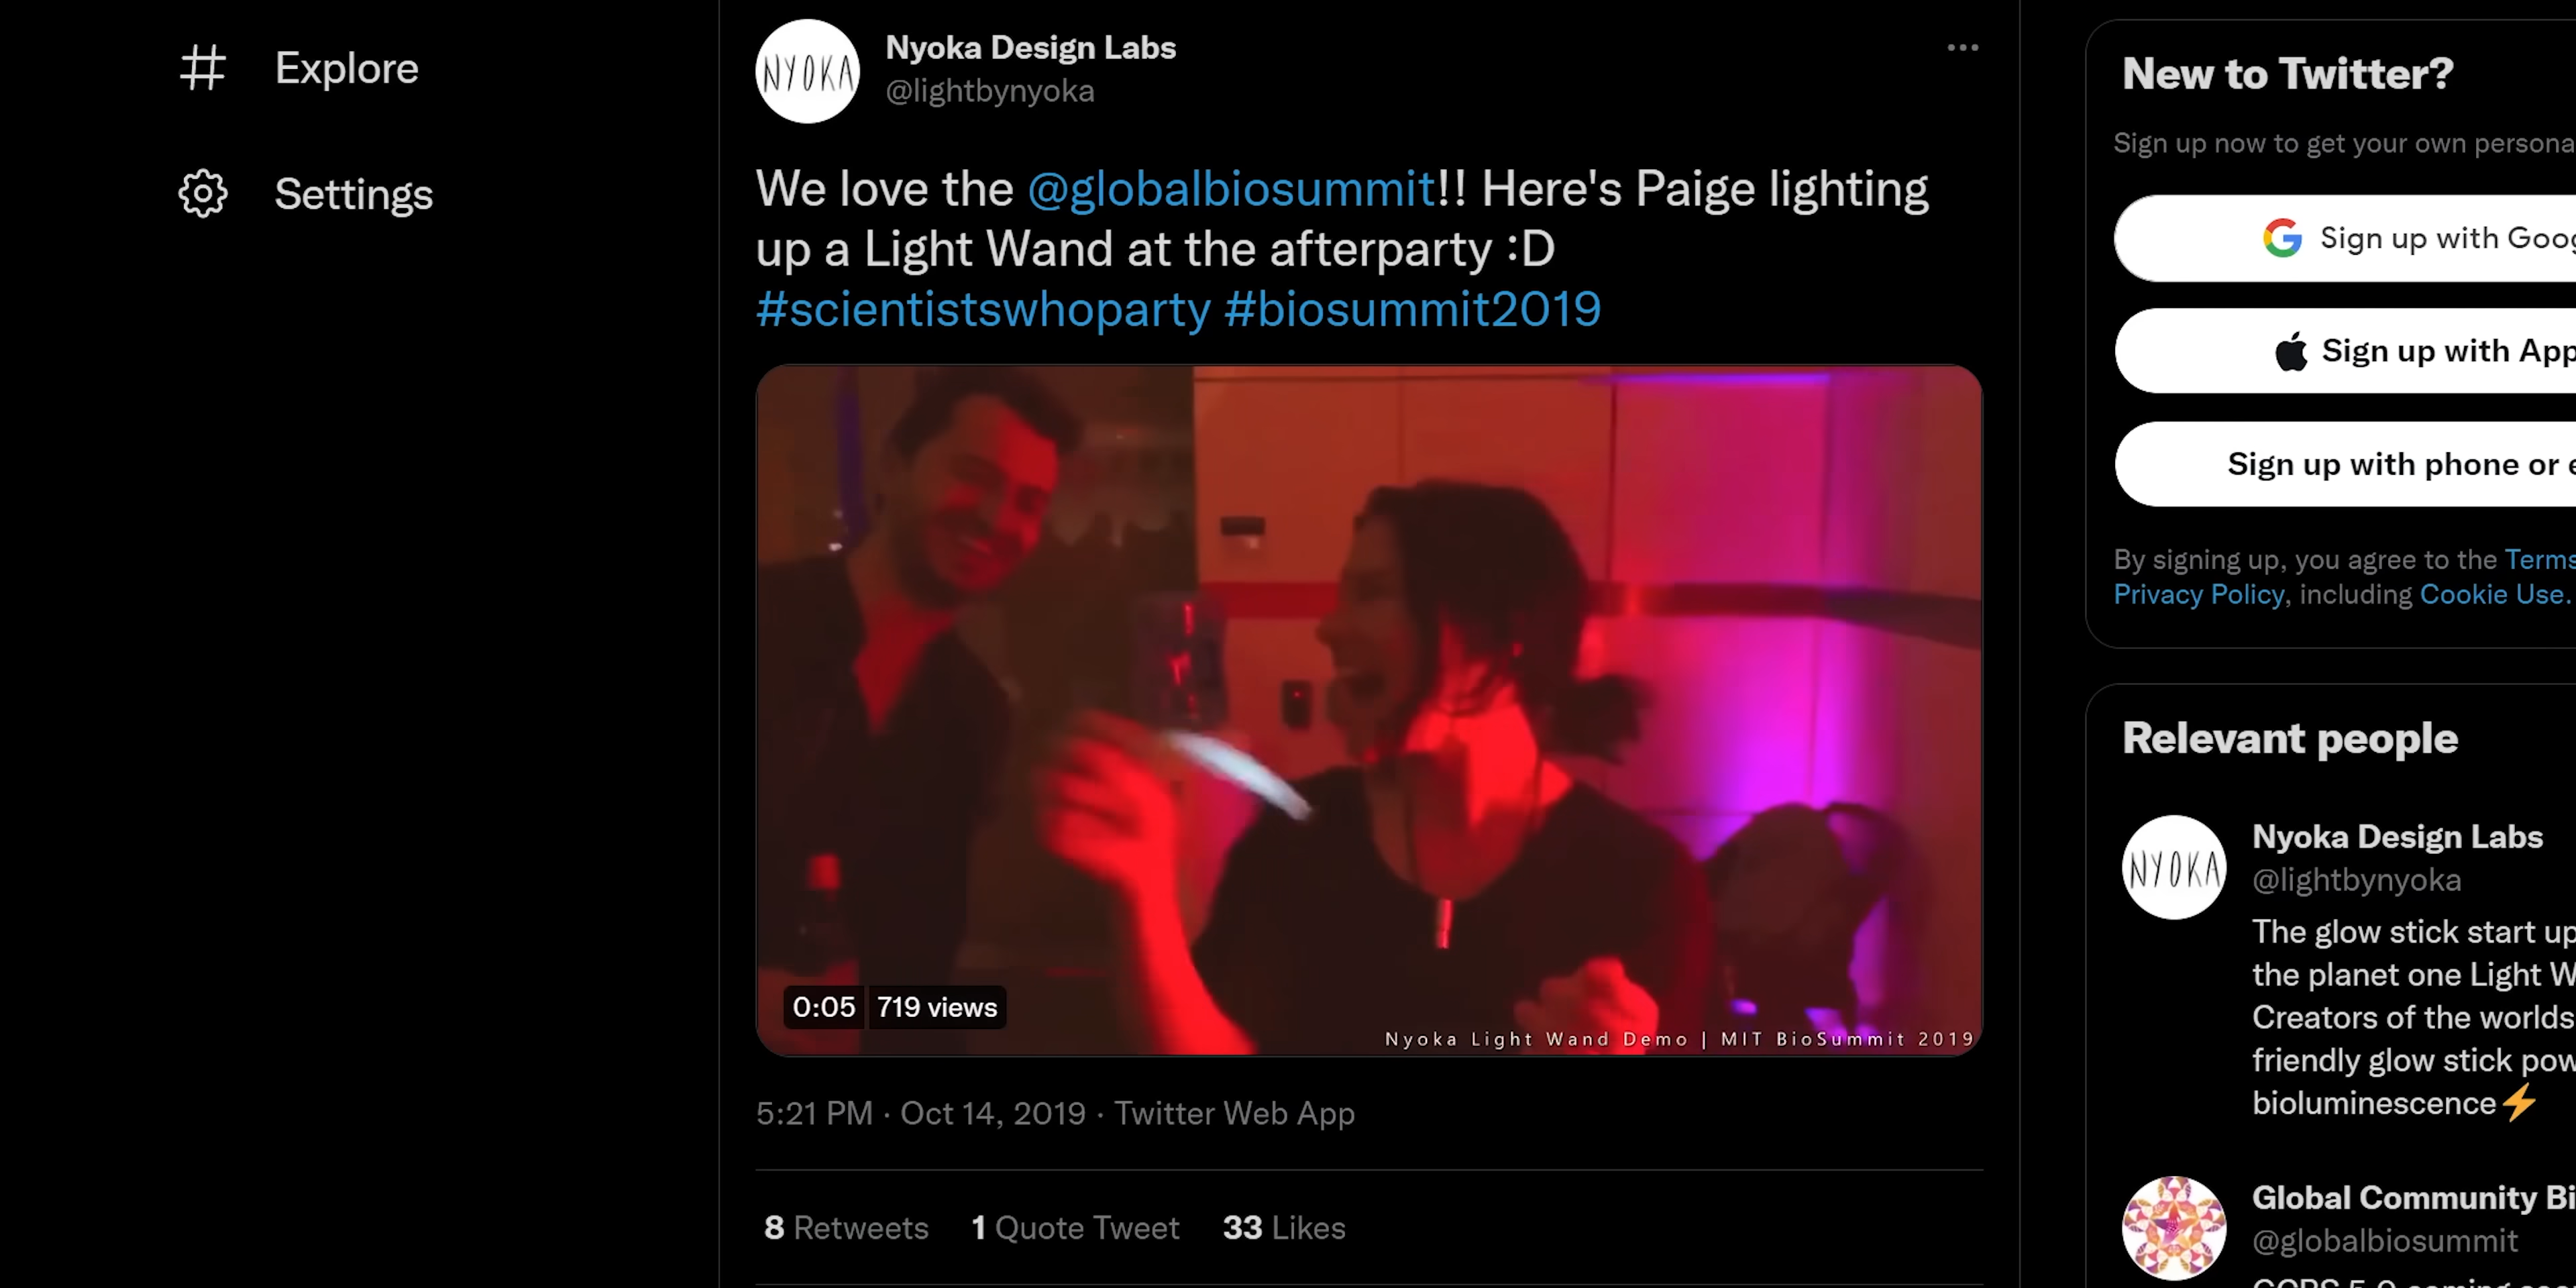 Explore
Settings
NYOKA
Nyoka Design Labs
@lightbynyoka
We love the @globalbiosummit!! Here's Paige lighting
up a Light Wand at the afterparty :D
#scientistswhoparty #biosummit2019
0:05 719 views
Nyoka Light Wand Demo | MIT BioSummit 2019
5:21 PM · Oct 14, 2019 · Twitter Web App
8 Retweets 1 Quote Tweet 33 Likes
New to Twitter?
Sign up now to get your own persona
Sign up with Goog
Sign up with App
Sign up with phone or e
By signing up, you agree to the Terms
Privacy Policy, including Cookie Use.
Relevant people
NYOKA
Nyoka Design Labs
@lightbynyoka
The glow stick start up
the planet one Light W
Creators of the worlds
friendly glow stick pow
bioluminescence⚡
Global Community Bi
@globalbiosummit